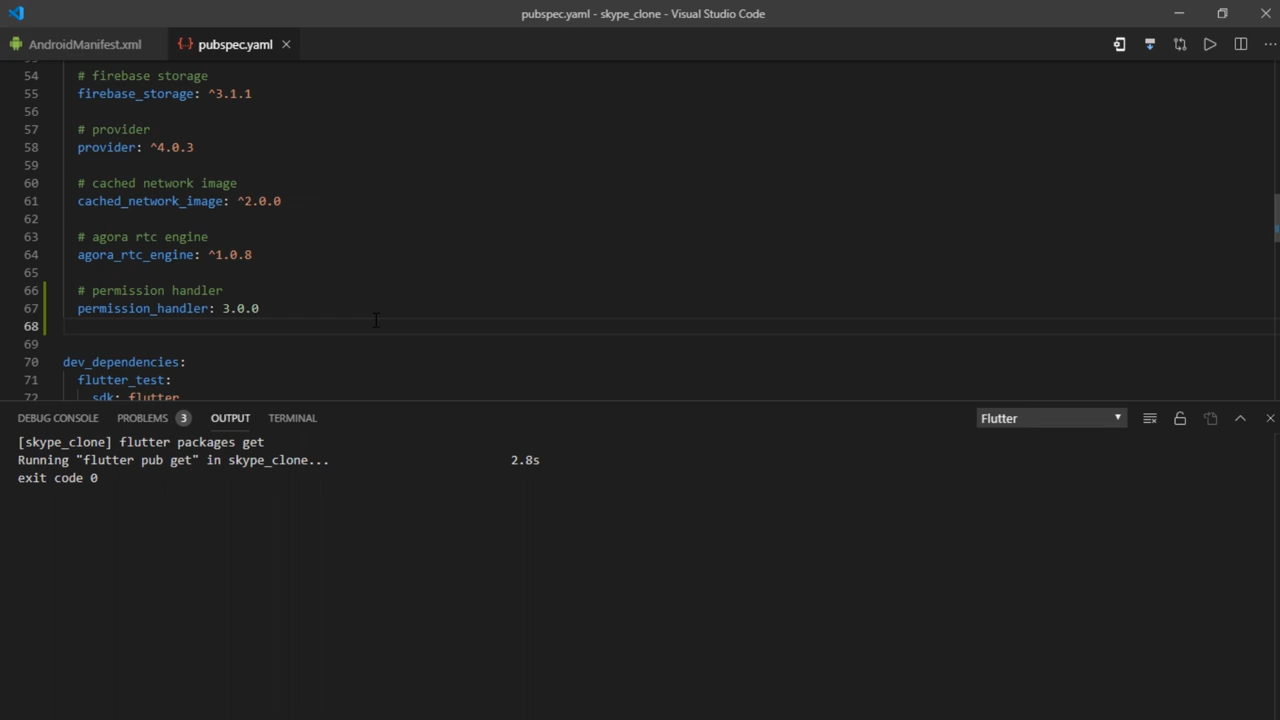 pubspec.yaml - skype_clone - Visual Studio Code
AndroidManifest.xml
pubspec.yaml
54 # firebase storage
55 firebase_storage: ^3.1.1
56
57 # provider
58 provider: ^4.0.3
59
60 # cached network image
61 cached_network_image: ^2.0.0
62
63 # agora rtc engine
64 agora_rtc_engine: ^1.0.8
65
66 # permission handler
67 permission_handler: 3.0.0
68
69
70 dev_dependencies:
71 flutter_test:
72 sdk: flutter
DEBUG CONSOLE PROBLEMS 3 OUTPUT TERMINAL Flutter
[skype_clone] flutter packages get
Running "flutter pub get" in skype_clone... 2.8s
exit code 0